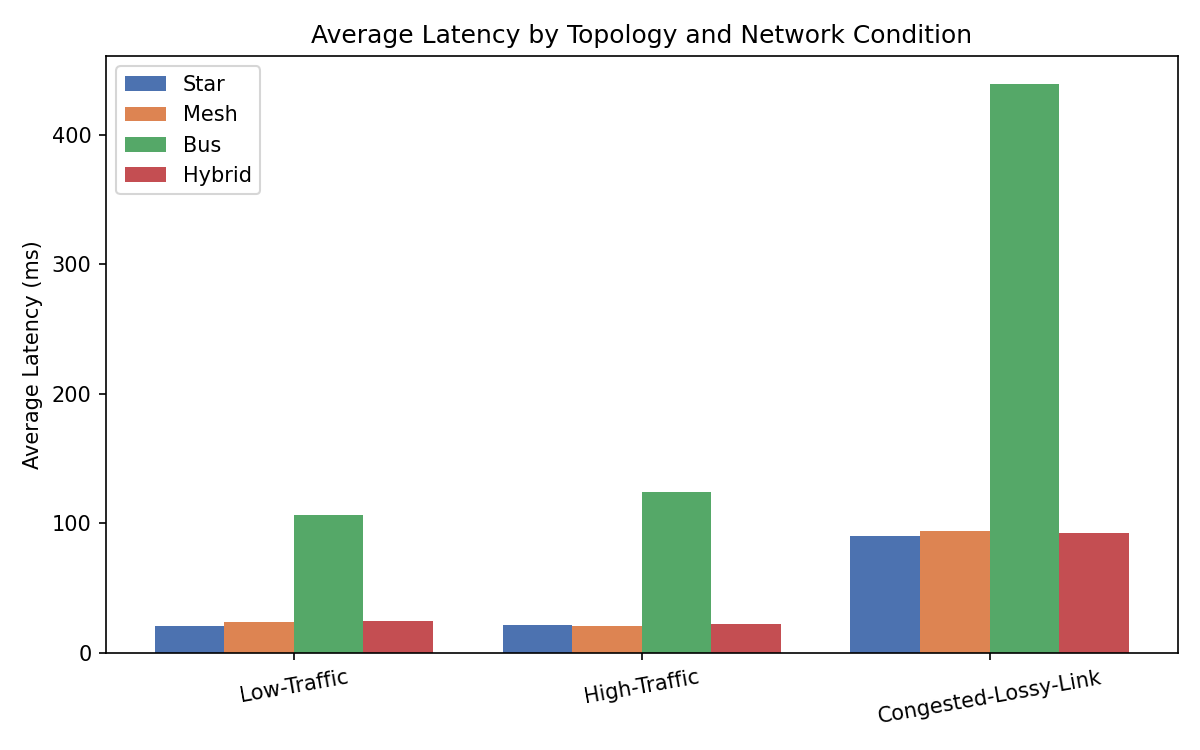 Average Latency by Topology and Network Condition
Star
Mesh
Bus
Hybrid
Average Latency (ms)
400
300
200
100
0
Low-Traffic
High-Traffic
Congested-Lossy-Link